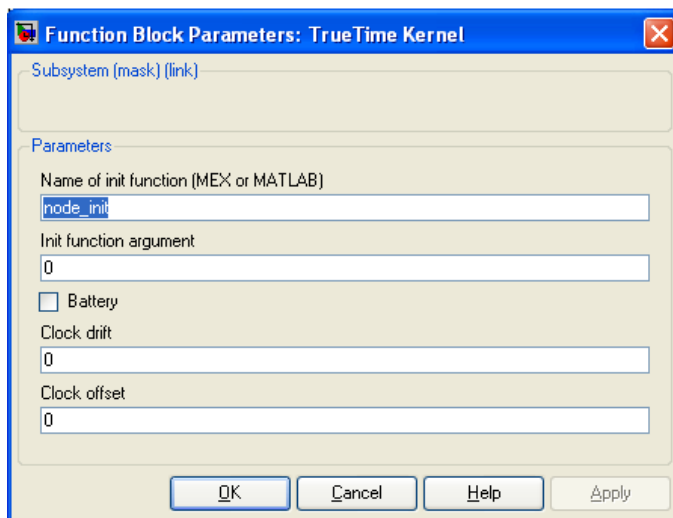 Function Block Parameters: TrueTime Kernel
Subsystem (mask) (link)
Parameters
Name of init function (MEX or MATLAB)
node_init
Init function argument
0
Battery
Clock drift
0
Clock offset
0
OK Cancel Help Apply